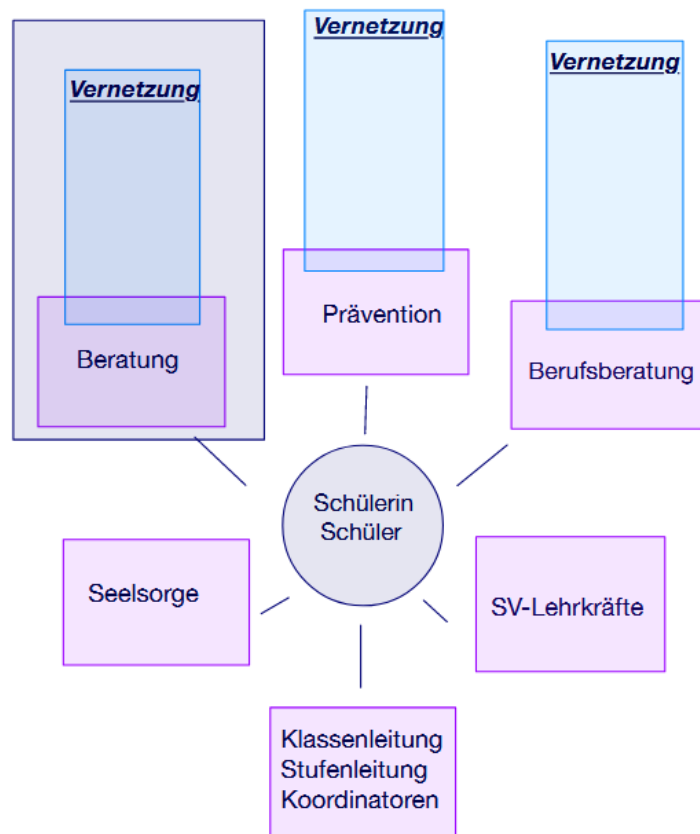 Vernetzung
Vernetzung
Vernetzung
Beratung
Prävention
Berufsberatung
Schülerin
Schüler
Seelsorge
SV-Lehrkräfte
Klassenleitung
Stufenleitung
Koordinatoren